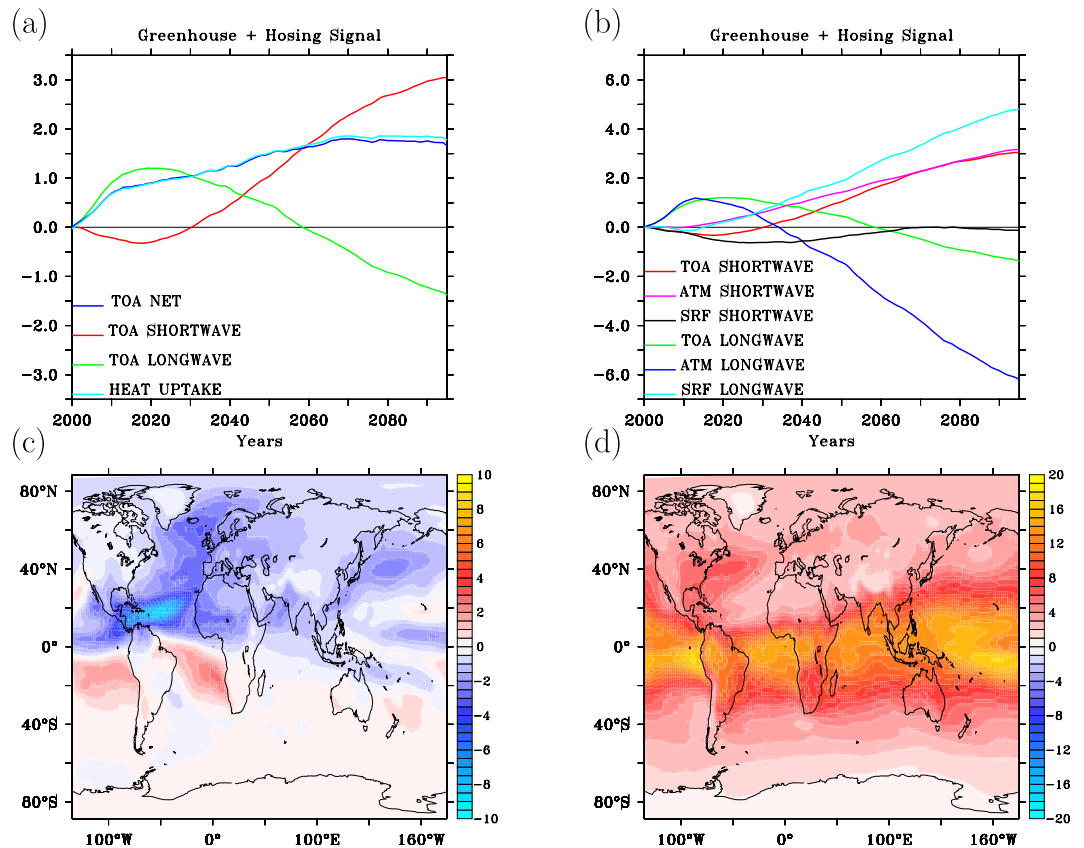 (a)
Greenhouse + Hosing Signal
3.0
2.0
1.0
0.0
−1.0
−2.0
−3.0
TOA NET
TOA SHORTWAVE
TOA LONGWAVE
HEAT UPTAKE
2000 2020 2040 2060 2080
Years
(b)
Greenhouse + Hosing Signal
6.0
4.0
2.0
0.0
−2.0
−4.0
−6.0
TOA SHORTWAVE
ATM SHORTWAVE
SRF SHORTWAVE
TOA LONGWAVE
ATM LONGWAVE
SRF LONGWAVE
2000 2020 2040 2060 2080
Years
(c)
80°N
40°N
0°
40°S
80°S
100°W 0° 100°E 160°W
10
8
6
4
2
0
−2
−4
−6
−8
−10
(d)
80°N
40°N
0°
40°S
80°S
100°W 0° 100°E 160°W
20
16
12
8
4
0
−4
−8
−12
−16
−20